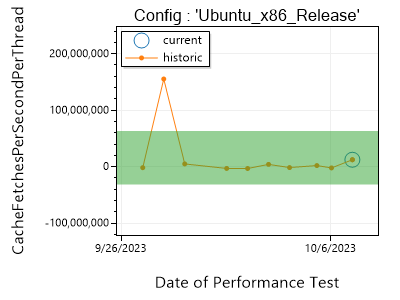 Config : 'Ubuntu_x86_Release'
current
historic
200,000,000
100,000,000
0
-100,000,000
CacheFetchesPerSecondPerThread
9/26/2023
10/6/2023
Date of Performance Test